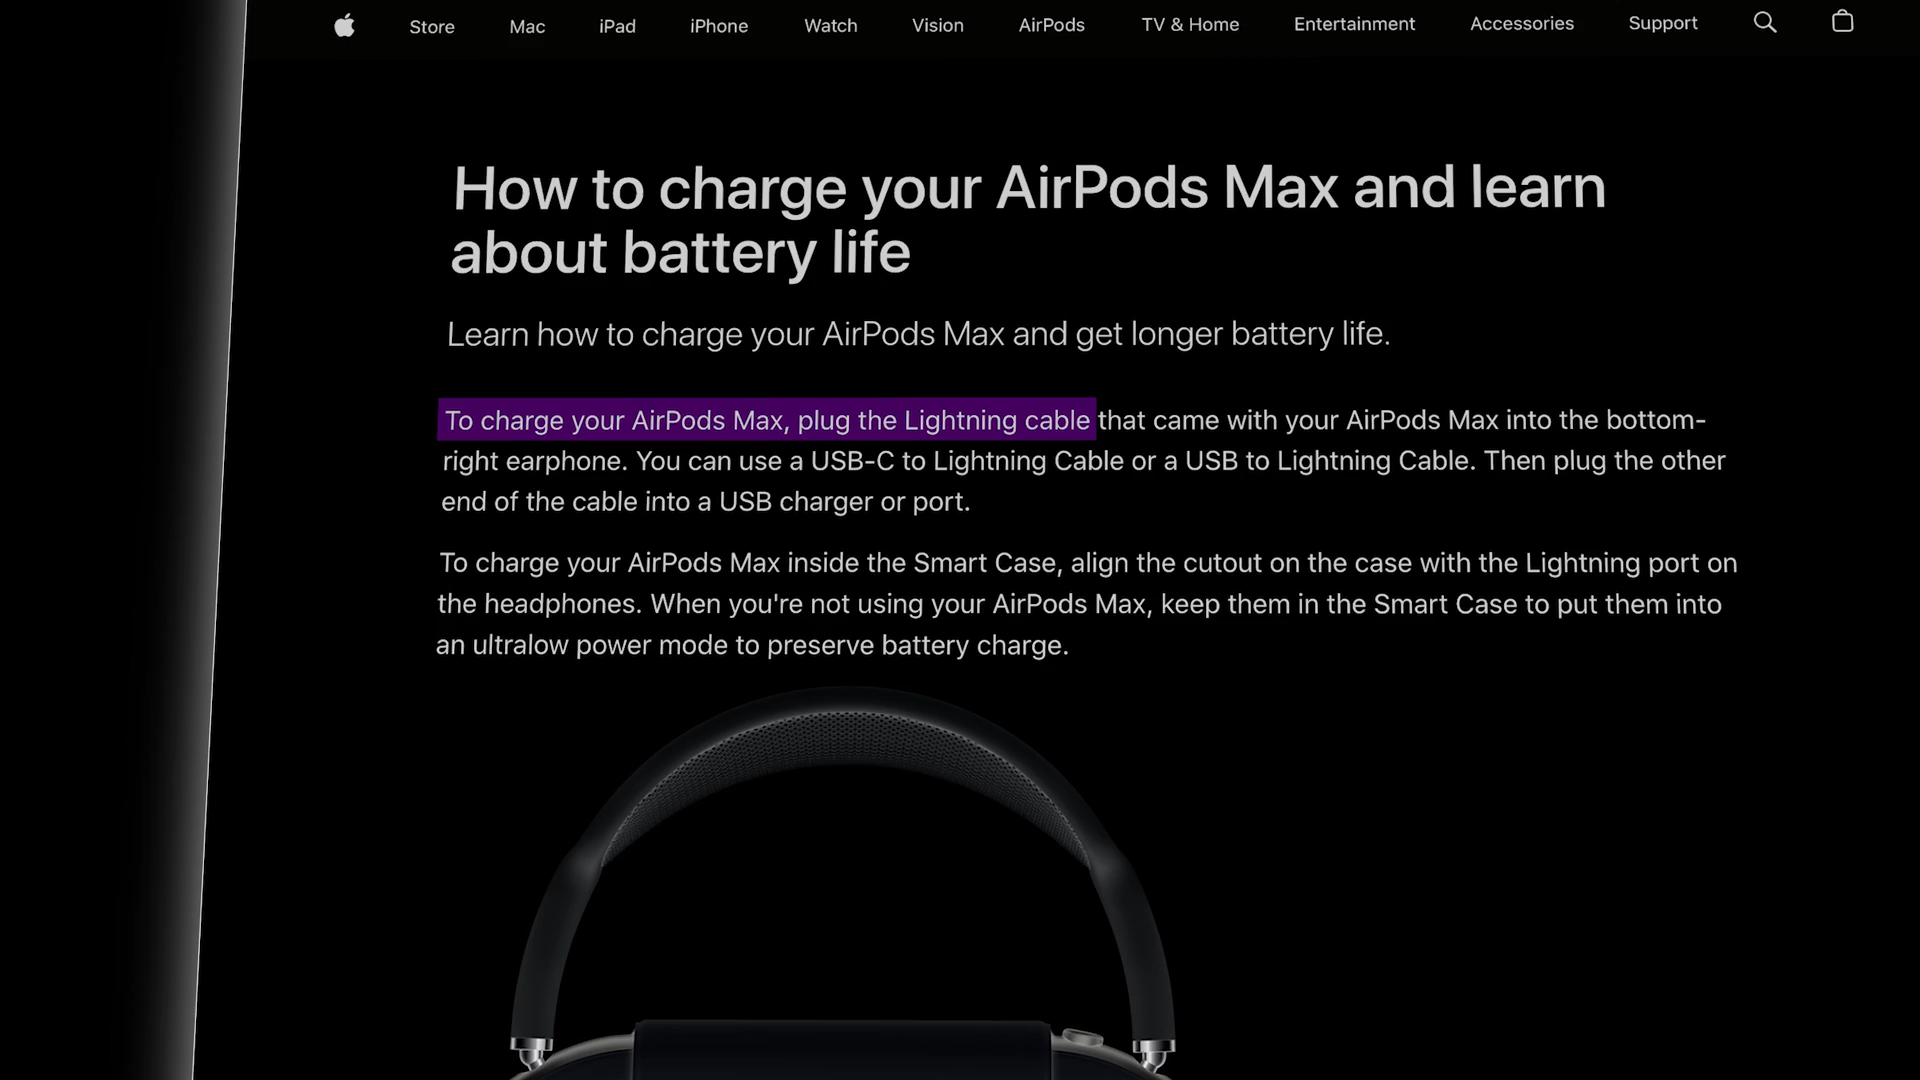 Store Mac iPad iPhone Watch Vision AirPods TV & Home Entertainment Accessories Support
How to charge your AirPods Max and learn
about battery life
Learn how to charge your AirPods Max and get longer battery life.
To charge your AirPods Max, plug the Lightning cable that came with your AirPods Max into the bottom-
right earphone. You can use a USB-C to Lightning Cable or a USB to Lightning Cable. Then plug the other
end of the cable into a USB charger or port.
To charge your AirPods Max inside the Smart Case, align the cutout on the case with the Lightning port on
the headphones. When you're not using your AirPods Max, keep them in the Smart Case to put them into
an ultralow power mode to preserve battery charge.